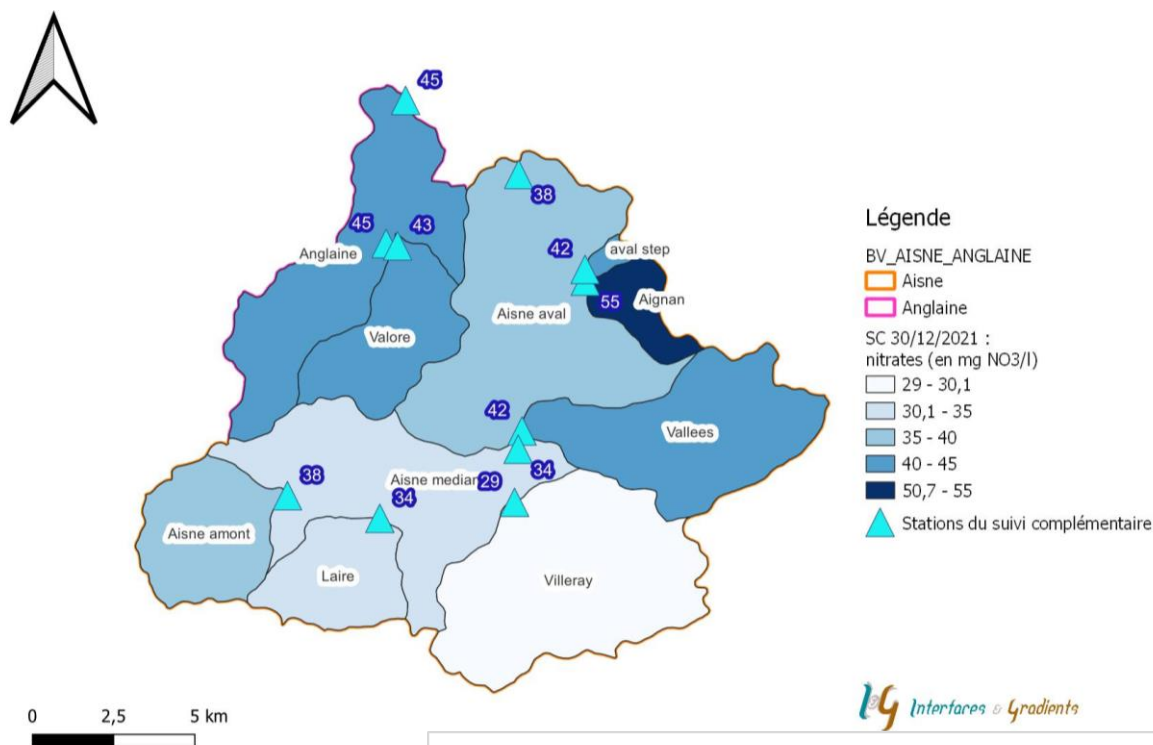 45
38
45
43
Anglaine
42
aval step
55
Aignan
Aisne aval
Valore
42
Vallees
38
Aisne median
29
34
34
Aisne amont
Laire
Villeray
Légende
BV_AISNE_ANGLAINE
Aisne
Anglaine
SC 30/12/2021 :
nitrates (en mg NO3/l)
29 - 30,1
30,1 - 35
35 - 40
40 - 45
50,7 - 55
Stations du suivi complémentaire
0 2,5 5 km
I&G Interfaces & Gradients